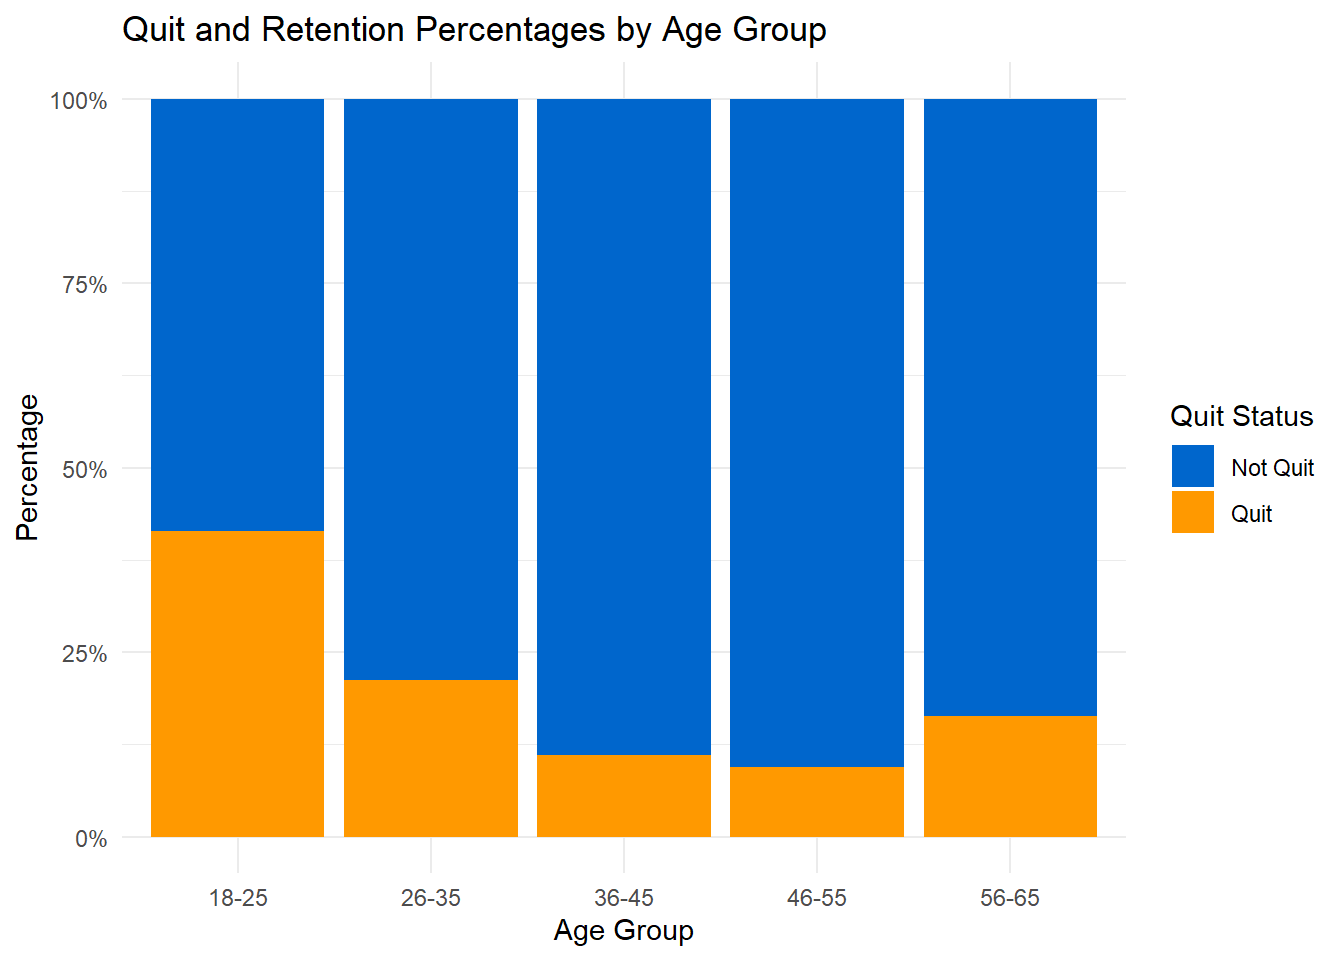 Quit and Retention Percentages by Age Group
100%
75%
50%
25%
0%
Percentage
18-25 26-35 36-45 46-55 56-65
Age Group
Quit Status
Not Quit
Quit